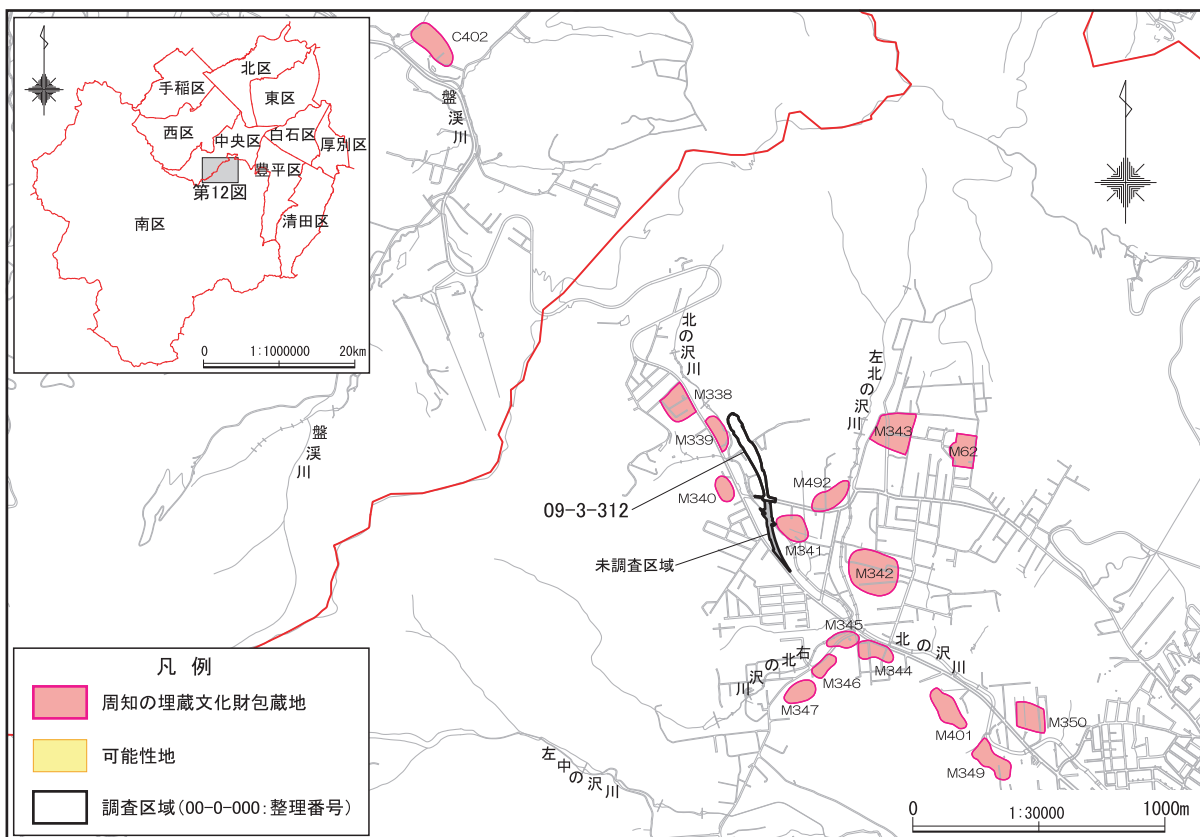 手稲区
北区
東区
西区
中央区
白石区
厚別区
豊平区
第12図
清田区
南区
0 1:1000000 20km
C402
盤渓川
盤渓川
北の沢川
左北の沢川
M338
M339
M340
M343
M62
M492
09-3-312
M341
未調査区域
M342
M345
北の沢川
M344
右北の沢川
M346
M347
M401
M350
M349
左中の沢川
凡例
周知の埋蔵文化財包蔵地
可能性地
調査区域(00-0-000:整理番号)
0 1:30000 1000m